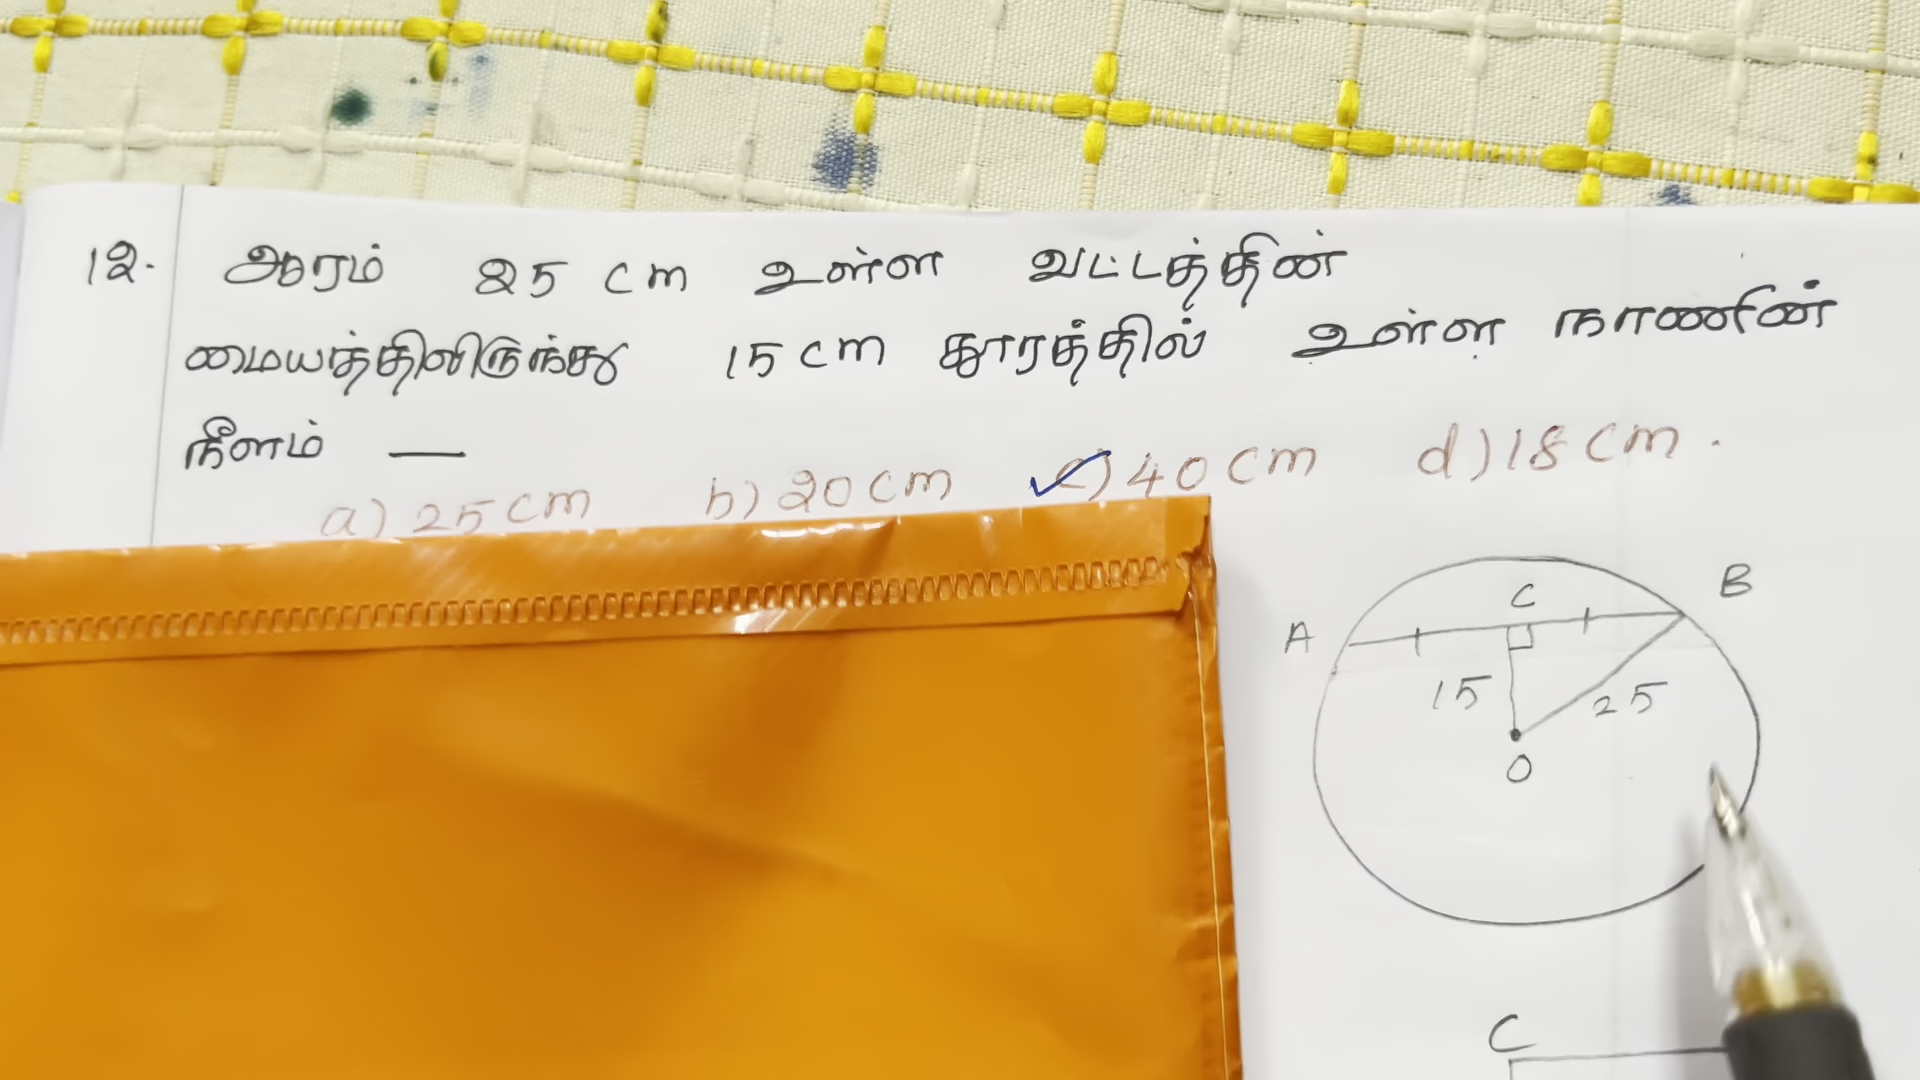 12. ஆரம் 25 cm உள்ள வட்டத்தின்
மையத்திலிருந்து 15 cm தூரத்தில் உள்ள நாணின்
நீளம் —
a) 25 cm b) 20 cm c) 40 cm d) 18 cm.
C B
A
15 25
O
C